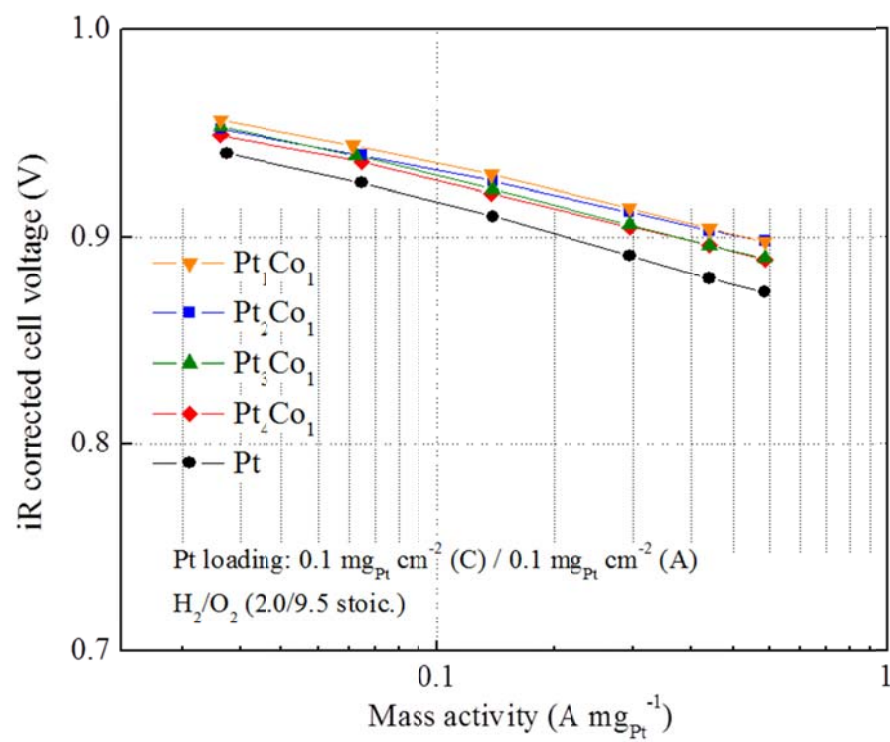 1.0
0.9
0.8
0.7
iR corrected cell voltage (V)
Pt1Co1
Pt2Co1
Pt3Co1
Pt4Co1
Pt
Pt loading: 0.1 mgPt cm-2 (C) / 0.1 mgPt cm-2 (A)
H2/O2 (2.0/9.5 stoic.)
0.1
1
Mass activity (A mgPt-1)